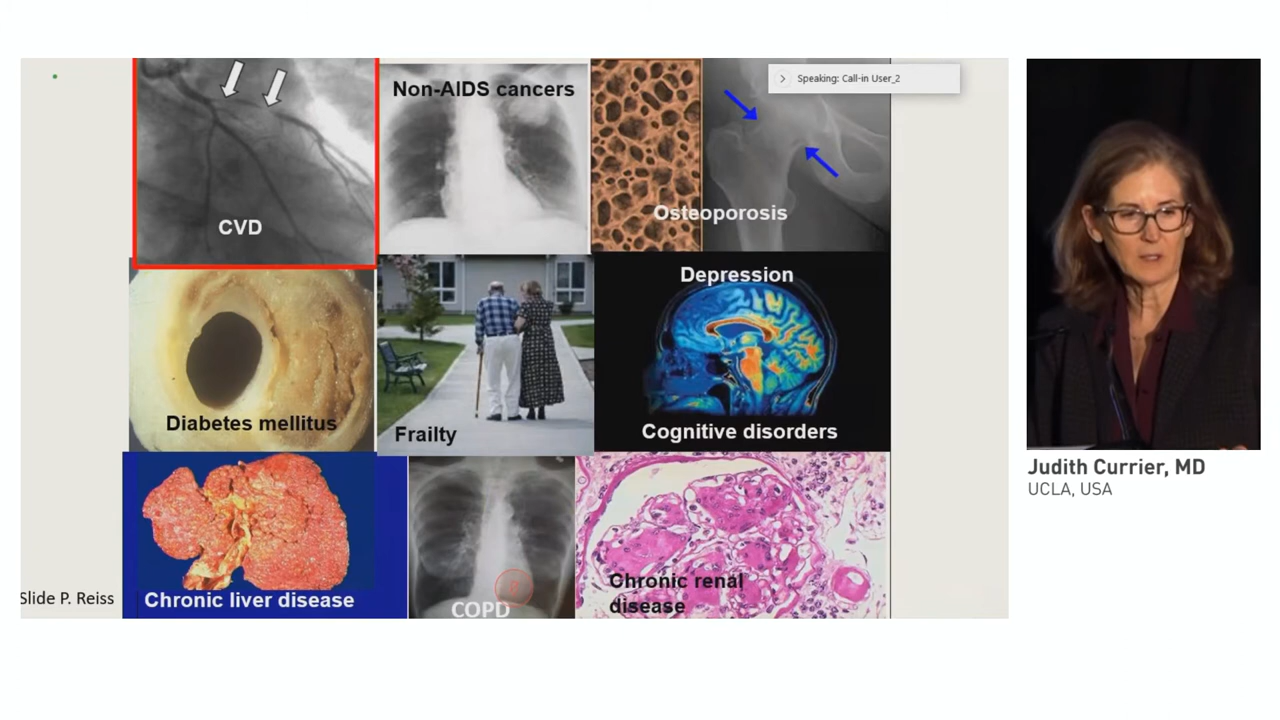 Speaking: Call-in User_2
CVD
Non-AIDS cancers
Osteoporosis
Diabetes mellitus
Frailty
Depression
Cognitive disorders
Slide P. Reiss
Chronic liver disease
COPD
Chronic renal
disease
Judith Currier, MD
UCLA, USA